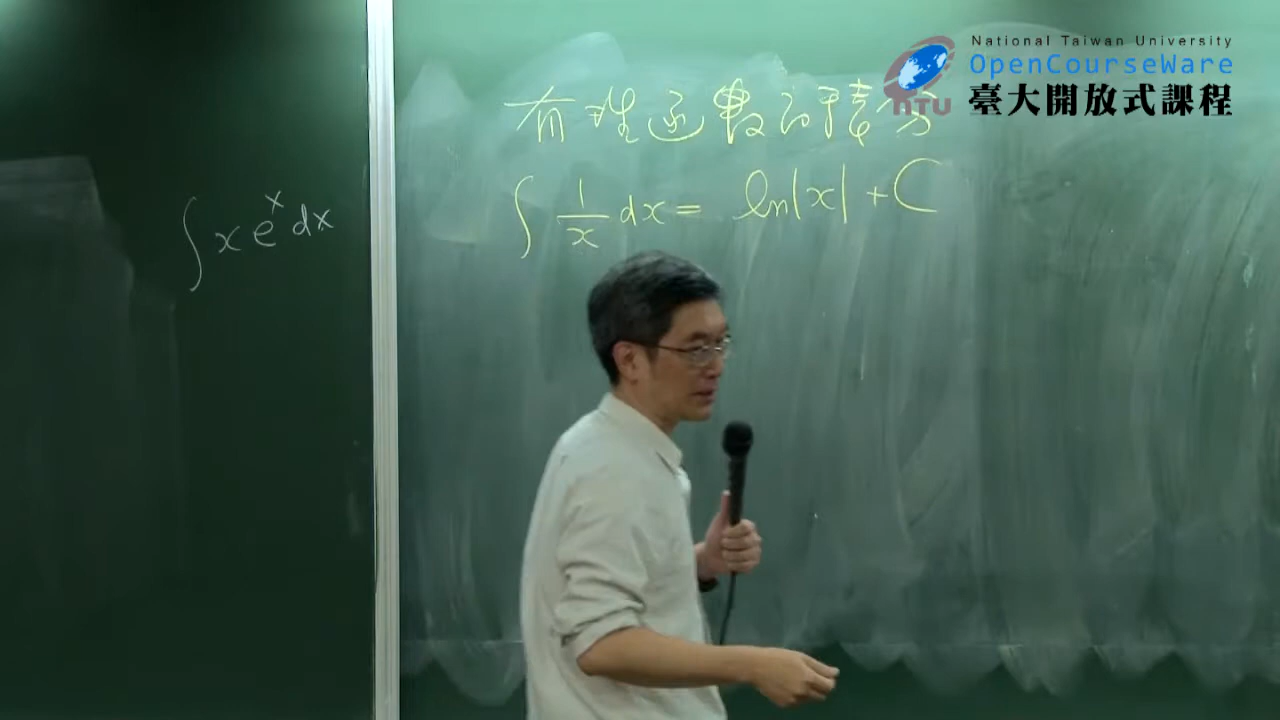 National Taiwan University
OpenCourseWare
臺大開放式課程
NTU
有理函數的積分
∫ 1/x dx = ln|x| + C
∫ x e^x dx